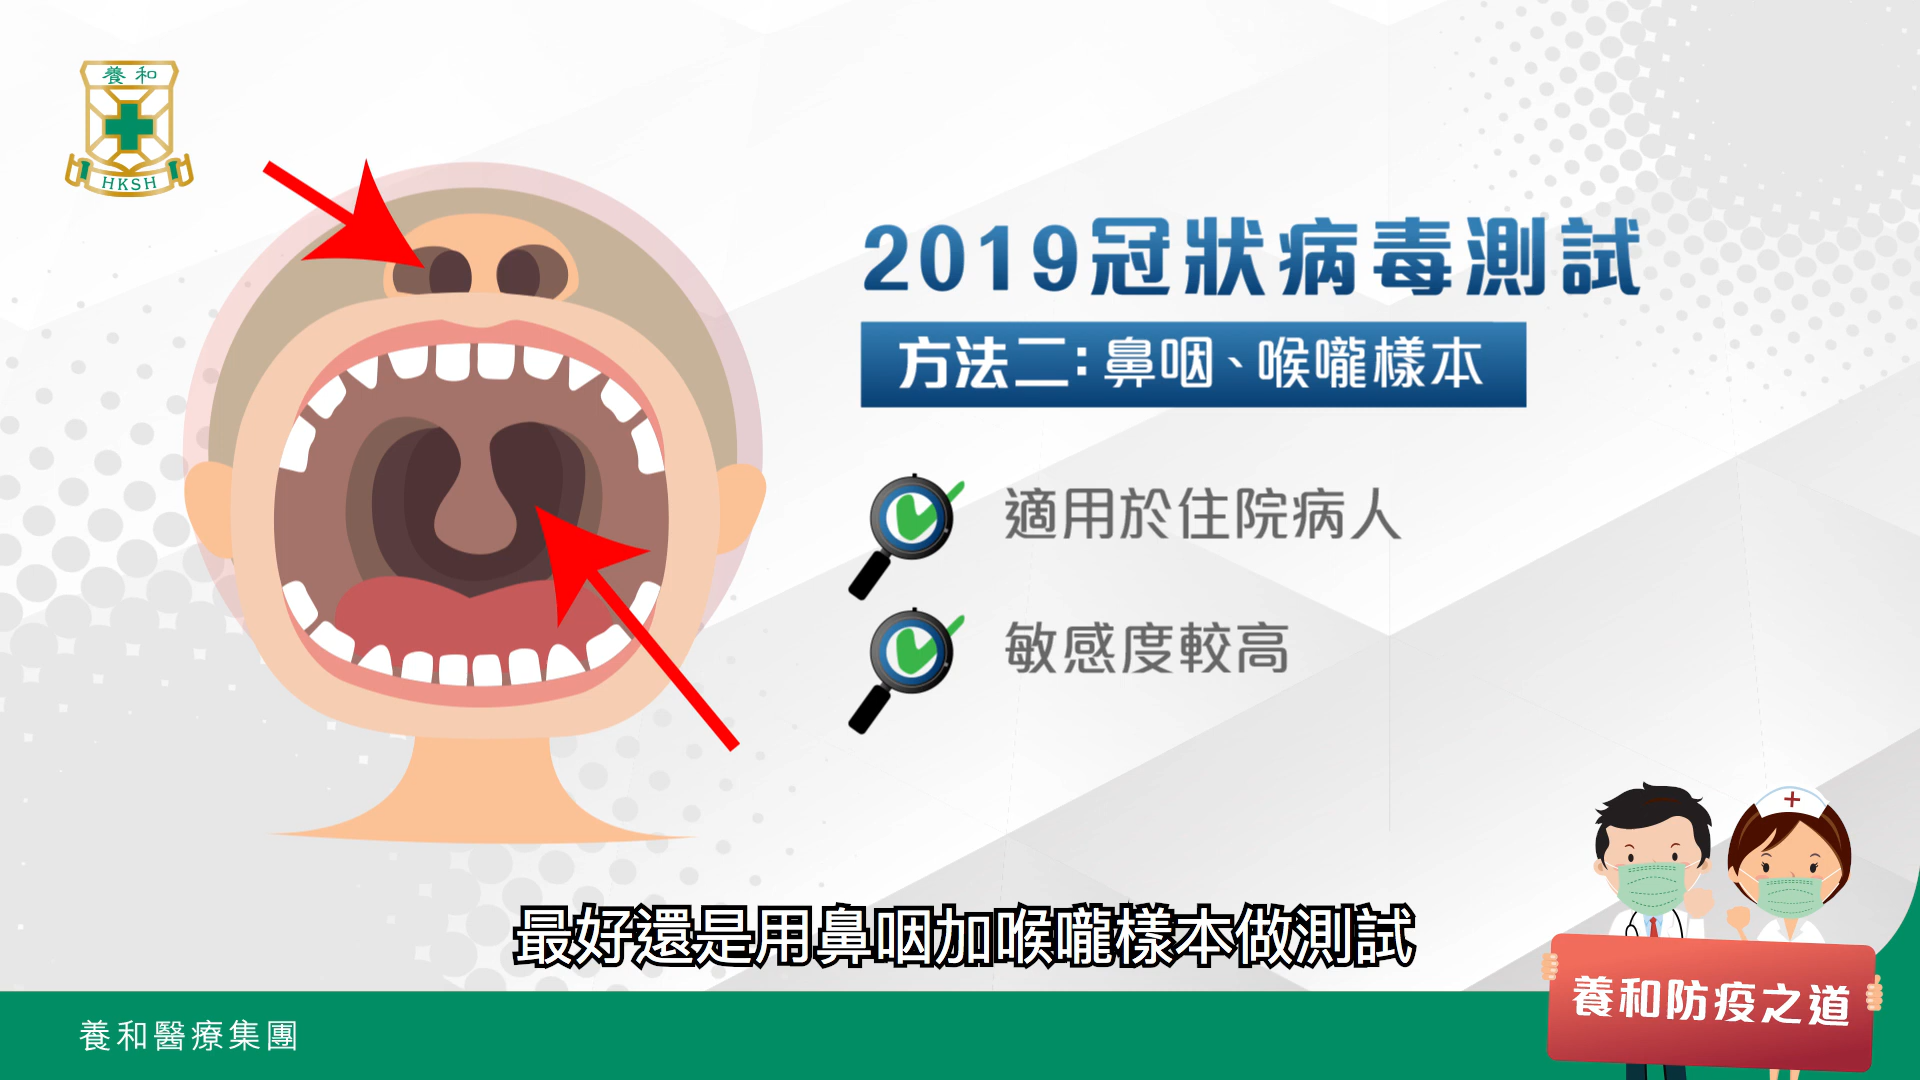 養和
HKSH
2019冠狀病毒測試
方法二:鼻咽、喉嚨樣本
適用於住院病人
敏感度較高
最好還是用鼻咽加喉嚨樣本做測試
養和防疫之道
養和醫療集團